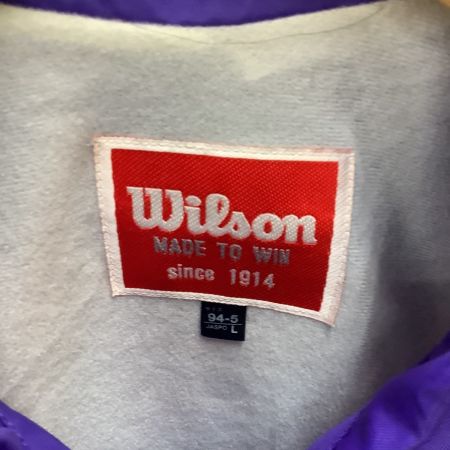 Wilson
MADE TO WIN
since 1914
94-5
JASPO L